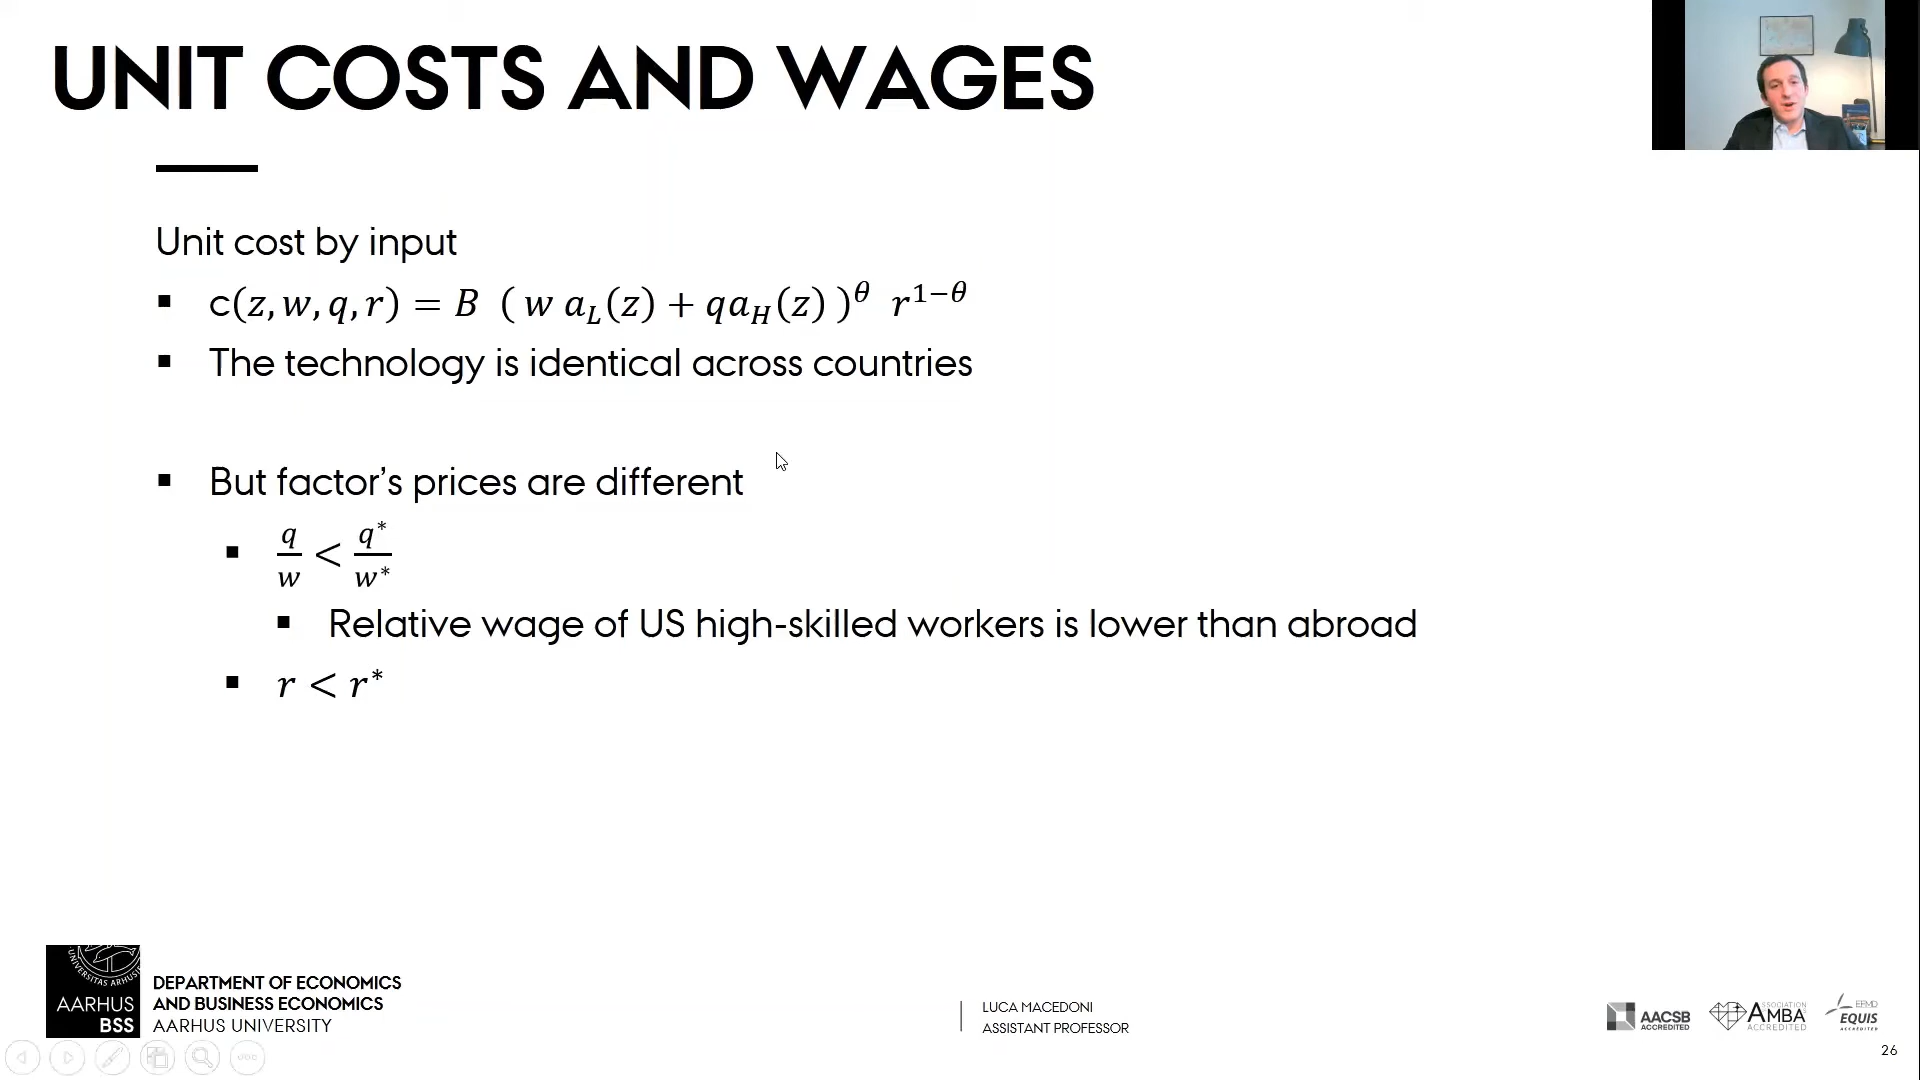 UNIT COSTS AND WAGES
Unit cost by input
▪ c(z, w, q, r) = B ( w a_L(z) + qa_H(z) )^θ r^{1−θ}
▪ The technology is identical across countries
▪ But factor's prices are different
▪ q/w < q*/w*
▪ Relative wage of US high-skilled workers is lower than abroad
▪ r < r*
AARHUS
BSS
DEPARTMENT OF ECONOMICS
AND BUSINESS ECONOMICS
AARHUS UNIVERSITY
LUCA MACEDONI
ASSISTANT PROFESSOR
AACSB
ACCREDITED
ASSOCIATION
AMBA
ACCREDITED
EFMD
EQUIS
ACCREDITED
26